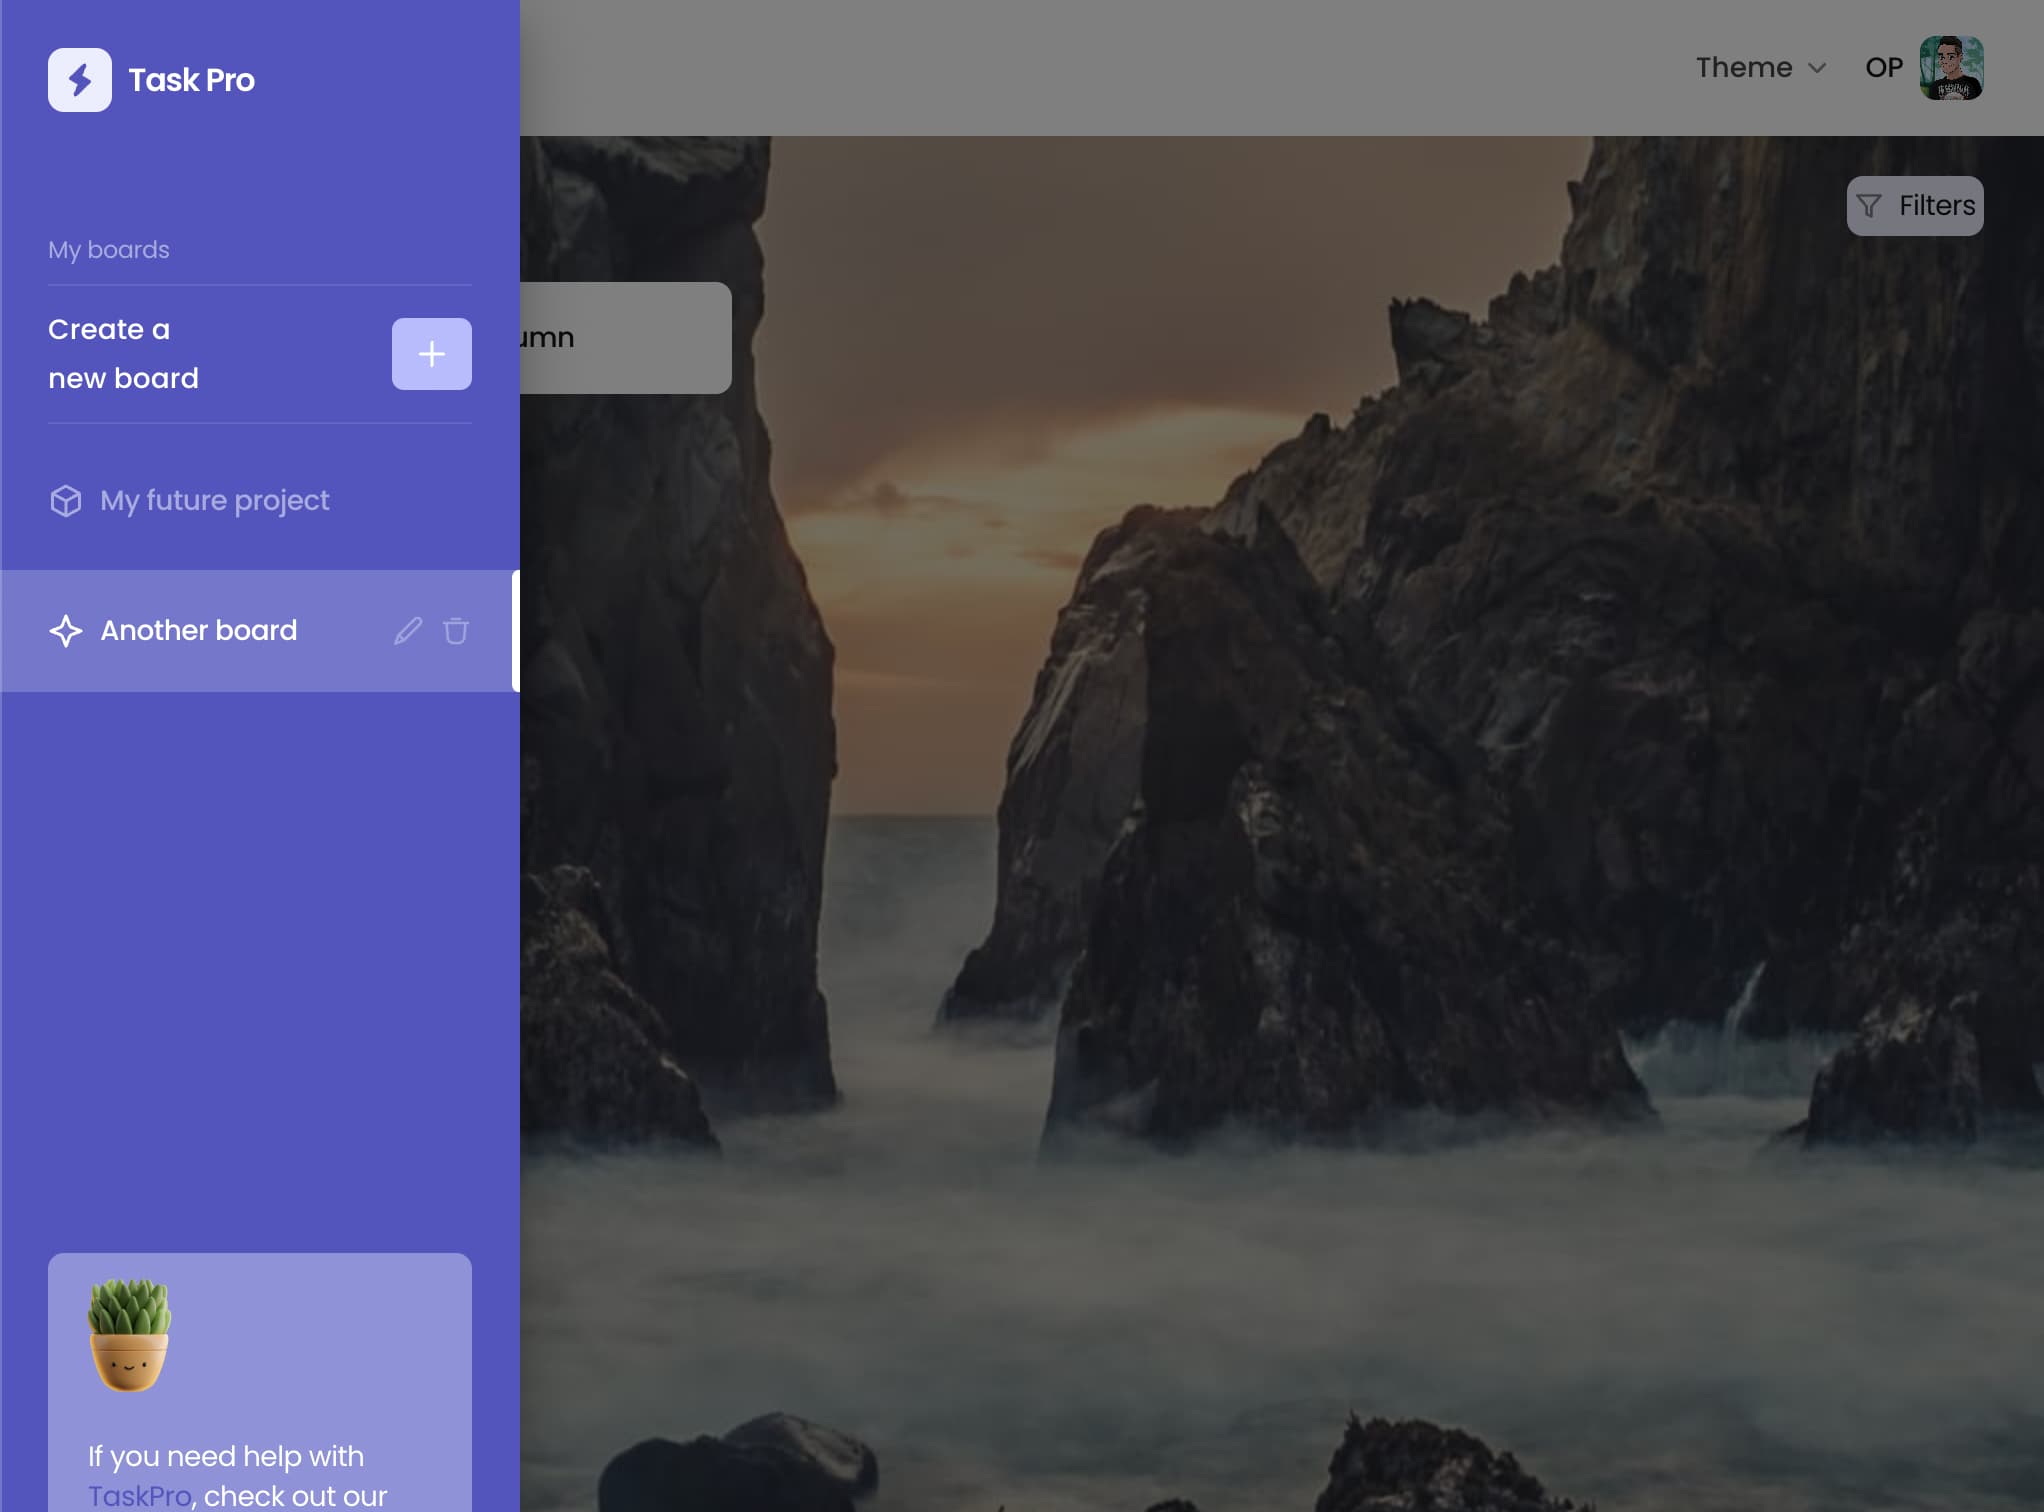 Task Pro
Theme
OP
Filters
My boards
Create a
new board
umn
My future project
Another board
If you need help with
TaskPro, check out our